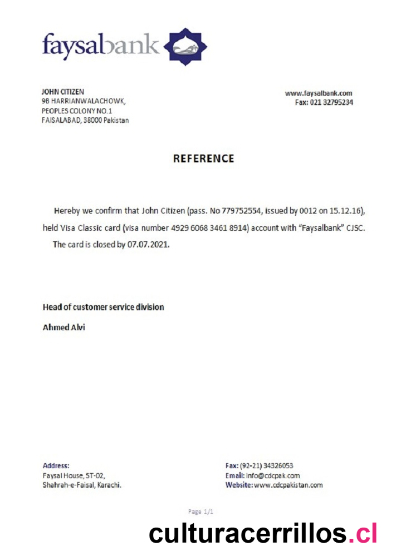 faysalbank
JOHN CITIZEN
9B HARRIANWALACHOWK,
PEOPLES COLONY NO.1
FAISALABAD, 38000 Pakistan
www.faysalbank.com
Fax: 021 32795234
REFERENCE
Hereby we confirm that John Citizen (pass. No 779752554, issued by 0012 on 15.12.16),
held Visa Classic card (visa number 4929 6068 3461 8914) account with "Faysalbank" CJSC.
The card is closed by 07.07.2021.
Head of customer service division
Ahmed Alvi
Address:
Faysal House, ST-02,
Shahrah-e-Faisal, Karachi.
Fax: (92-21) 34326053
Email: info@cdcpak.com
Website: www.cdcpakistan.com
Page 1/1
culturacerrillos.cl